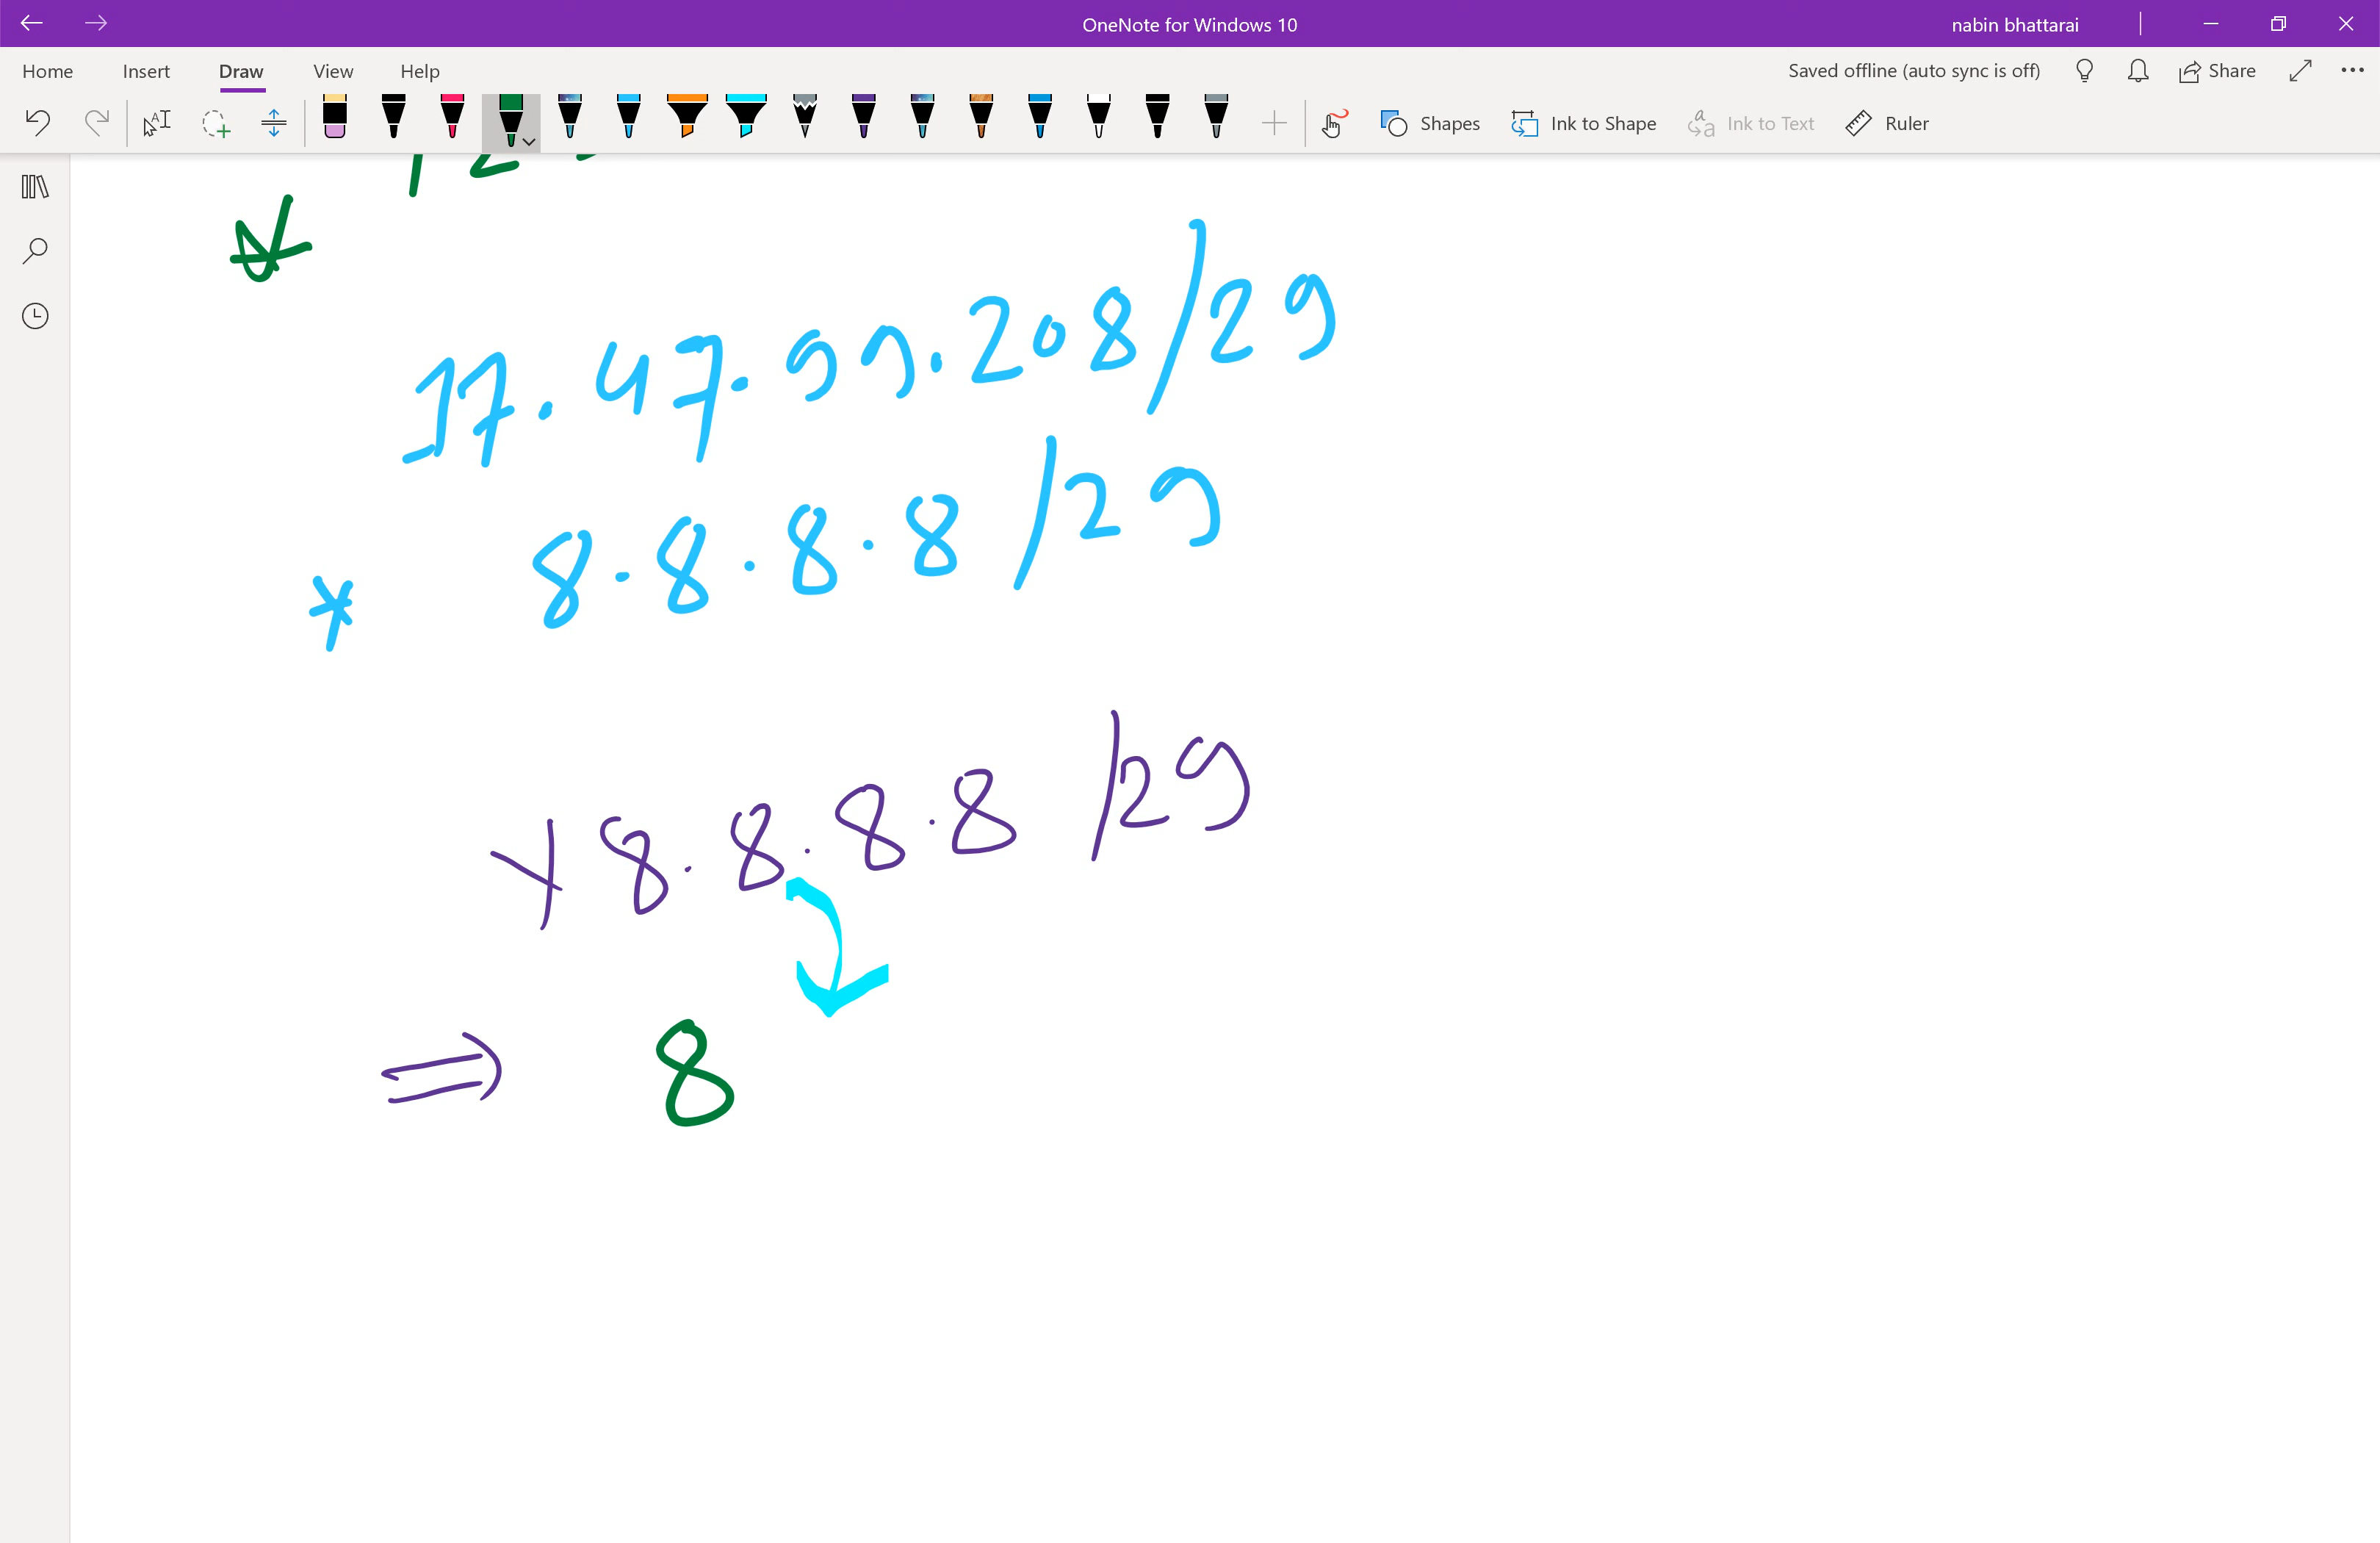 OneNote for Windows 10
nabin bhattarai
Home Insert Draw View Help
Saved offline (auto sync is off) Share
Shapes Ink to Shape Ink to Text Ruler
17.47.99.208/29
* 8.8.8.8/29
8.8.8.8 /29
⇒ 8